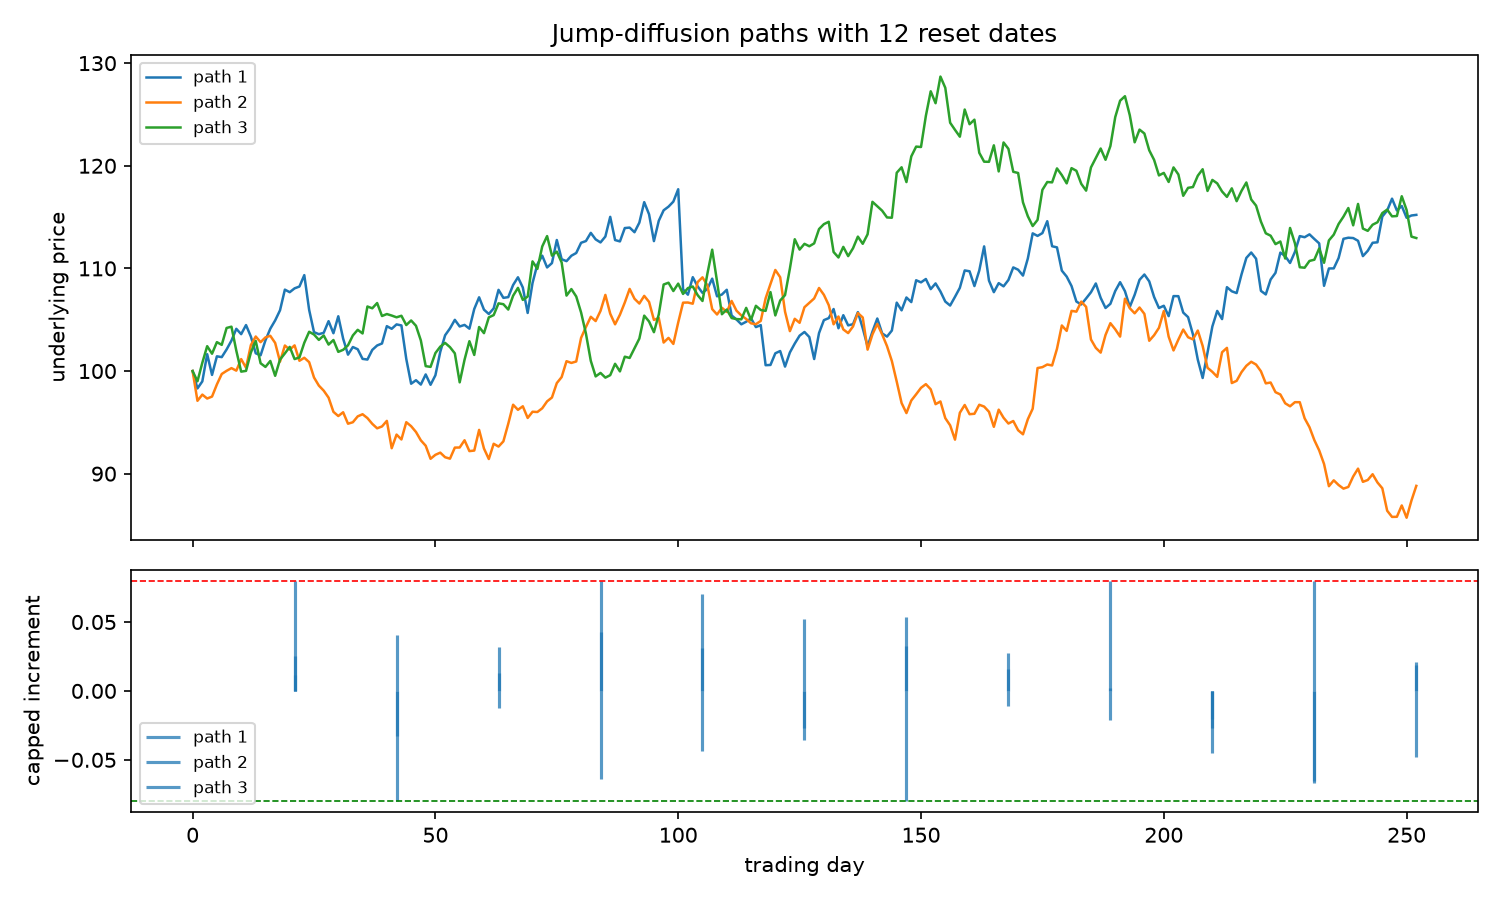 Jump-diffusion paths with 12 reset dates
underlying price
130
120
110
100
90
path 1
path 2
path 3
capped increment
0.05
0.00
−0.05
path 1
path 2
path 3
0
50
100
150
200
250
trading day